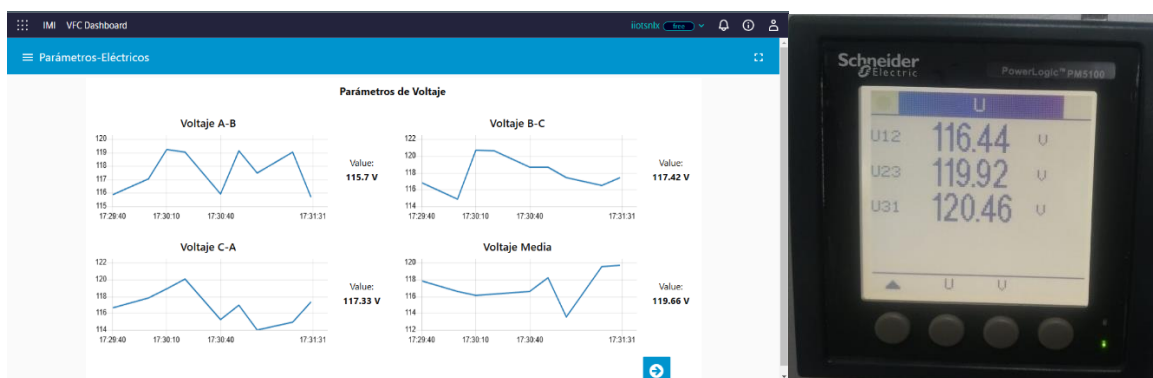 IMI VFC Dashboard
iiotsnlx free
Parámetros-Eléctricos
Parámetros de Voltaje
Voltaje A-B
120
119
118
117
116
115
17:29:40 17:30:10 17:30:40 17:31:31
Value:
115.7 V
Voltaje B-C
122
120
118
116
114
17:29:40 17:30:10 17:30:40 17:31:31
Value:
117.42 V
Voltaje C-A
122
120
118
116
114
17:29:40 17:30:10 17:30:40 17:31:31
Value:
117.33 V
Voltaje Media
120
118
116
114
112
17:29:40 17:30:10 17:30:40 17:31:31
Value:
119.66 V
Schneider
Electric
PowerLogic™ PM5100
U
U12 116.44 V
U23 119.92 V
U31 120.46 V
U U